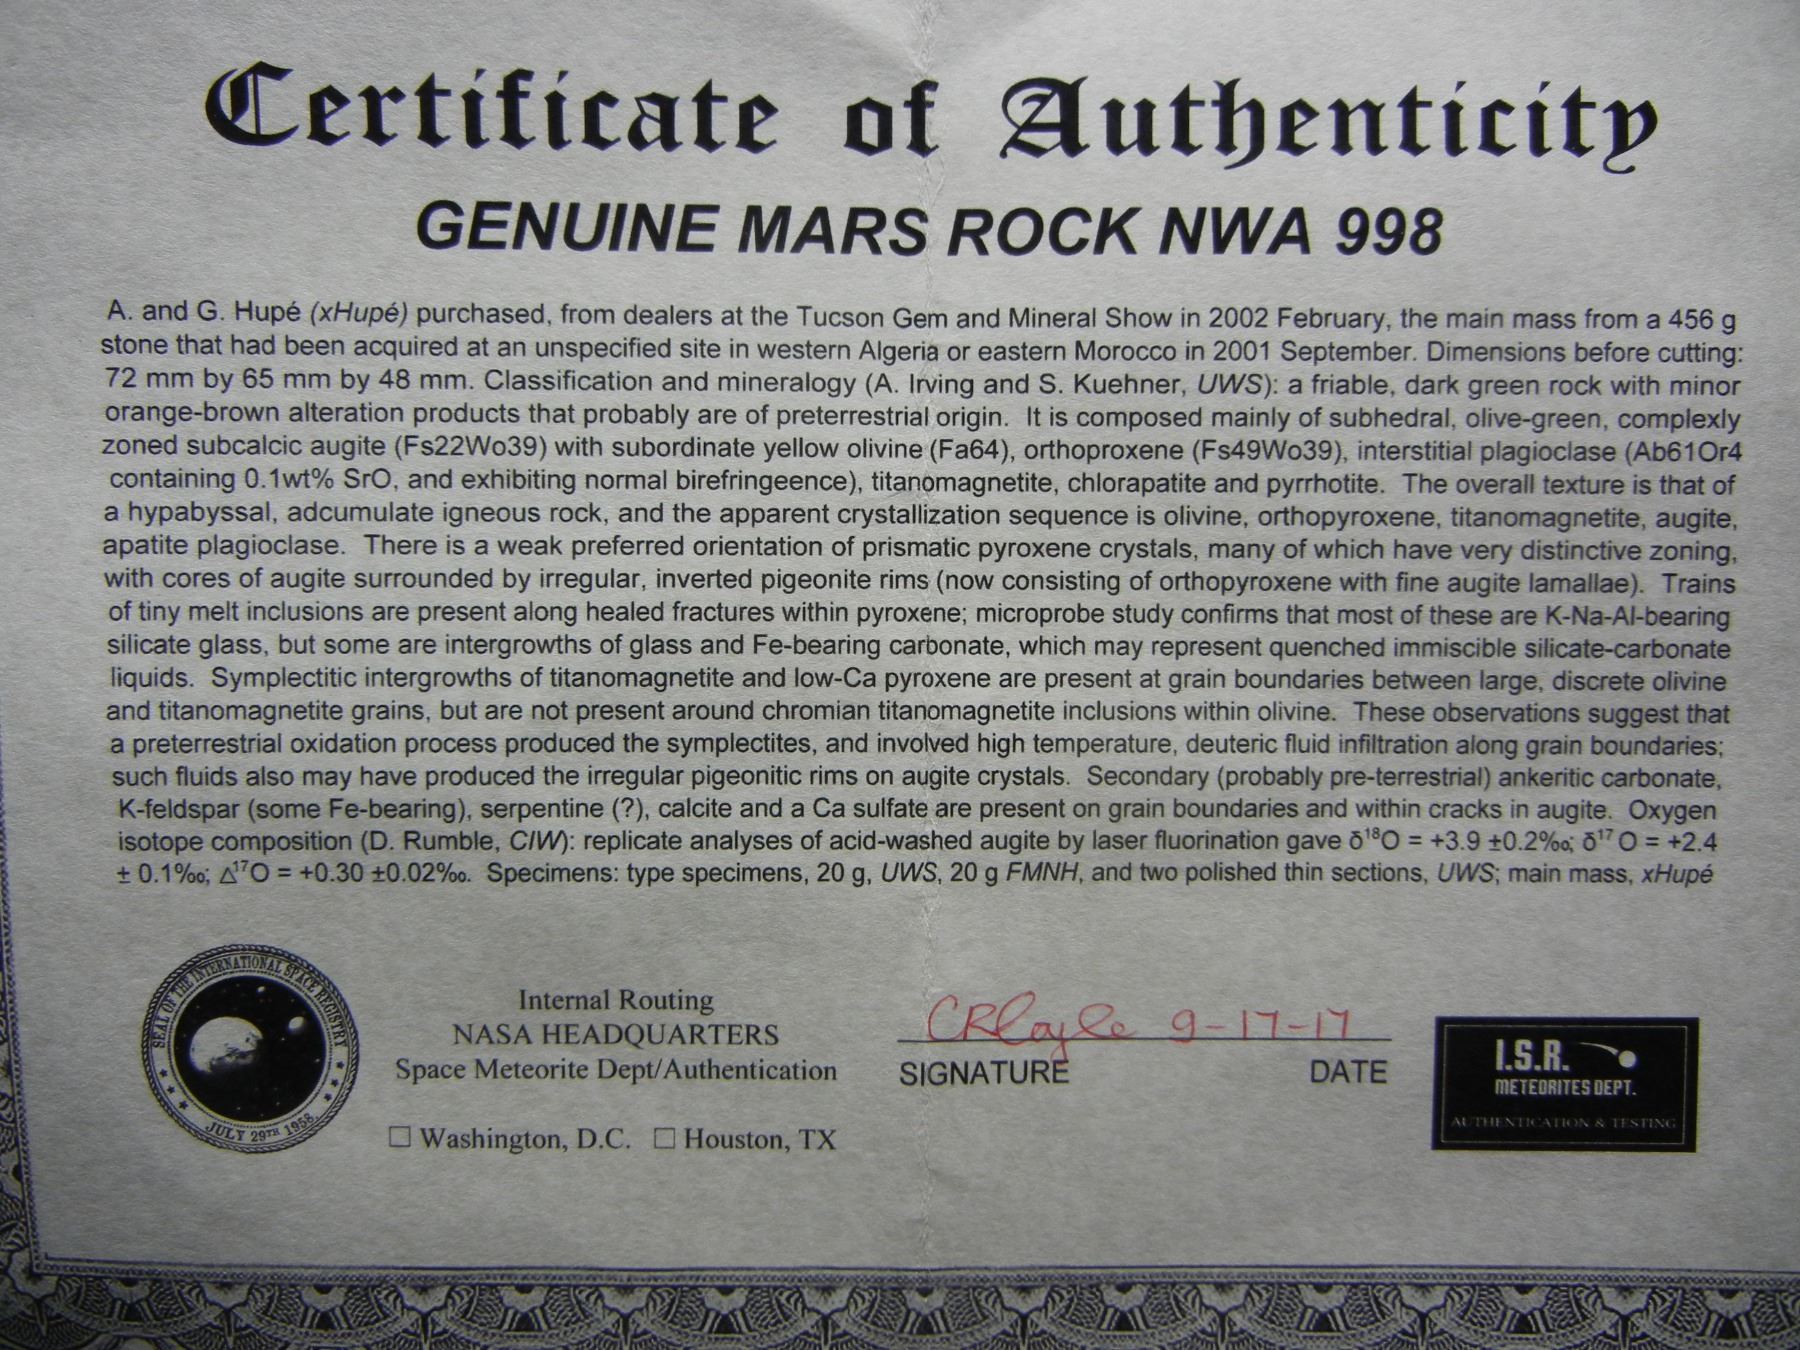 Certificate of Authenticity
GENUINE MARS ROCK NWA 998
A. and G. Hupé (xHupé) purchased, from dealers at the Tucson Gem and Mineral Show in 2002 February, the main mass from a 456 g
stone that had been acquired at an unspecified site in western Algeria or eastern Morocco in 2001 September. Dimensions before cutting:
72 mm by 65 mm by 48 mm. Classification and mineralogy (A. Irving and S. Kuehner, UWS): a friable, dark green rock with minor
orange-brown alteration products that probably are of preterrestrial origin. It is composed mainly of subhedral, olive-green, complexly
zoned subcalcic augite (Fs22Wo39) with subordinate yellow olivine (Fa64), orthoproxene (Fs49Wo39), interstitial plagioclase (Ab61Or4
containing 0.1wt% SrO, and exhibiting normal birefringeence), titanomagnetite, chlorapatite and pyrrhotite. The overall texture is that of
a hypabyssal, adcumulate igneous rock, and the apparent crystallization sequence is olivine, orthopyroxene, titanomagnetite, augite,
apatite plagioclase. There is a weak preferred orientation of prismatic pyroxene crystals, many of which have very distinctive zoning,
with cores of augite surrounded by irregular, inverted pigeonite rims (now consisting of orthopyroxene with fine augite lamallae). Trains
of tiny melt inclusions are present along healed fractures within pyroxene; microprobe study confirms that most of these are K-Na-Al-bearing
silicate glass, but some are intergrowths of glass and Fe-bearing carbonate, which may represent quenched immiscible silicate-carbonate
liquids. Symplectitic intergrowths of titanomagnetite and low-Ca pyroxene are present at grain boundaries between large, discrete olivine
and titanomagnetite grains, but are not present around chromian titanomagnetite inclusions within olivine. These observations suggest that
a preterrestrial oxidation process produced the symplectites, and involved high temperature, deuteric fluid infiltration along grain boundaries;
such fluids also may have produced the irregular pigeonitic rims on augite crystals. Secondary (probably pre-terrestrial) ankeritic carbonate,
K-feldspar (some Fe-bearing), serpentine (?), calcite and a Ca sulfate are present on grain boundaries and within cracks in augite. Oxygen
isotope composition (D. Rumble, CIW): replicate analyses of acid-washed augite by laser fluorination gave δ¹⁸O = +3.9 ±0.2‰; δ¹⁷ O = +2.4
± 0.1‰; Δ¹⁷O = +0.30 ±0.02‰. Specimens: type specimens, 20 g, UWS, 20 g FMNH, and two polished thin sections, UWS; main mass, xHupé
SEAL OF THE INTERNATIONAL SPACE REGISTRY
JULY 29TH 1958
Internal Routing
NASA HEADQUARTERS
Space Meteorite Dept/Authentication
☐ Washington, D.C. ☐ Houston, TX
9-17-17
SIGNATURE DATE
I.S.R.
METEORITES DEPT.
AUTHENTICATION & TESTING